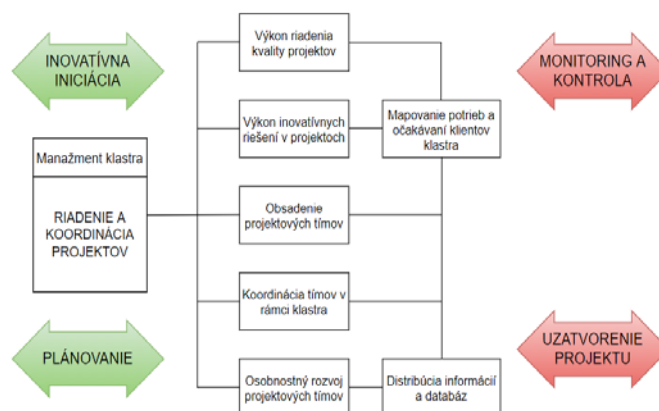 INOVATÍVNA
INICIÁCIA
Manažment klastra
RIADENIE A
KOORDINÁCIA
PROJEKTOV
PLÁNOVANIE
Výkon riadenia
kvality projektov
Výkon inovatívnych
riešení v projektoch
Obsadenie
projektových tímov
Koordinácia tímov v
rámci klastra
Osobnostný rozvoj
projektových tímov
Mapovanie potrieb a
očakávaní klientov
klastra
Distribúcia informácií
a databáz
MONITORING A
KONTROLA
UZATVORENIE
PROJEKTU